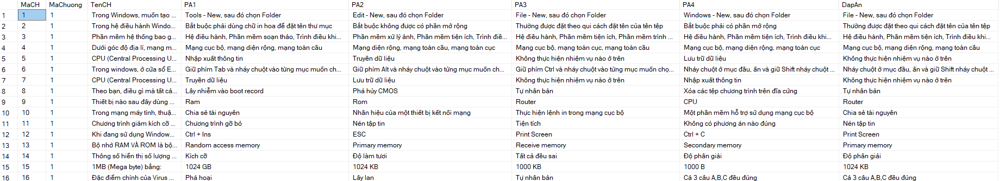 MaCH MaChuong TenCH PA1 PA2 PA3 PA4 DapAn
1 1 1 Trong Windows, muốn tạo ... Tools - New, sau đó chọn Folder Edit - New, sau đó chọn Folder File - New, sau đó chọn Folder Windows - New, sau đó chọn Folder File - New, sau đó chọn Folder
2 2 1 Trong hệ điều hành Windo... Bắt buộc phải dùng chữ in hoa để đặt tên thư mục Bắt buộc không được có phần mở rộng Thường được đặt theo qui cách đặt tên của tên tệp Bắt buộc phải có phần mở rộng Thường được đặt theo qui cách đặt tên của tên tệp
3 3 1 Phần mềm hệ thống bao g... Hệ điều hành, Phần mềm soạn thảo, Trình điều khi... Phần mềm xử lý ảnh, Phần mềm tiện ích, Trình điề... Hệ điều hành, Phần mềm tiện ích, Phần mềm trình ... Hệ điều hành, Phần mềm tiện ích, Trình điều khi... Hệ điều hành, Phần mềm tiện ích, Trình điều khi...
4 4 1 Dưới góc độ địa lí, mạng m... Mạng cục bộ, mạng diện rộng, mạng toàn cầu Mạng diện rộng, mạng toàn cầu, mạng toàn cục Mạng cục bộ, mạng toàn cục, mạng toàn cầu Mạng cục bộ, mạng diện rộng, mạng toàn cục Mạng cục bộ, mạng diện rộng, mạng toàn cầu
5 5 1 CPU (Central Processing U... Nhập xuất thông tin Truyền dữ liệu Không thực hiện nhiệm vụ nào ở trên Lưu trữ dữ liệu Không thực hiện nhiệm vụ nào ở trên
6 6 1 Trong windows, ở cửa sổ E... Giữ phím Tab và nháy chuột vào từng mục muốn ch... Giữ phím Alt và nháy chuột vào từng mục muốn ch... Giữ phím Ctrl và nháy chuột vào từng mục muốn chọ... Nháy chuột ở mục đầu, ấn và giữ Shift nháy chuột ... Nháy chuột ở mục đầu, ấn và giữ Shift nháy chuột ...
7 7 1 CPU (Central Processing U... Truyền dữ liệu Lưu trữ dữ liệu Không thực hiện nhiệm vụ nào ở trên Nhập xuất thông tin Không thực hiện nhiệm vụ nào ở trên
8 8 1 Theo bạn, điều gì mà tất cả... Lây nhiễm vào boot record Phá hủy CMOS Tự nhân bản Xóa các tệp chương trình trên đĩa cứng Tự nhân bản
9 9 1 Thiết bị nào sau đây dùng ... Ram Rom Router CPU Router
10 10 1 Trong mạng máy tính, thuậ... Chia sẻ tài nguyên Nhãn hiệu của một thiết bị kết nối mạng Thực hiện lệnh in trong mạng cục bộ Một phần mềm hỗ trợ sử dụng mạng cục bộ Chia sẻ tài nguyên
11 11 1 Chương trình giảm kích cỡ ... Chương trình gỡ bỏ Nén tập tin Tiện tích Không có phương án nào đúng Nén tập tin
12 12 1 Khi đang sử dụng Window... Ctrl + Ins ESC Print Screen Ctrl + C Print Screen
13 13 1 Bộ nhớ RAM VÀ ROM là bộ... Random access memory Primary memory Receive memory Secondary memory Primary memory
14 14 1 Thông số hiển thị số lượng ... Kích cỡ Độ làm tươi Tất cả đều sai Độ phân giải Độ phân giải
15 15 1 1MB (Mega byte) bằng: 1024 GB 1024 KB 1000 KB 1000 B 1024 KB
16 16 1 Đặc điểm chính của Virus ... Phá hoại Lây lan Tự nhân bản Cả 3 câu A,B,C đều đúng Cả 3 câu A,B,C đều đúng